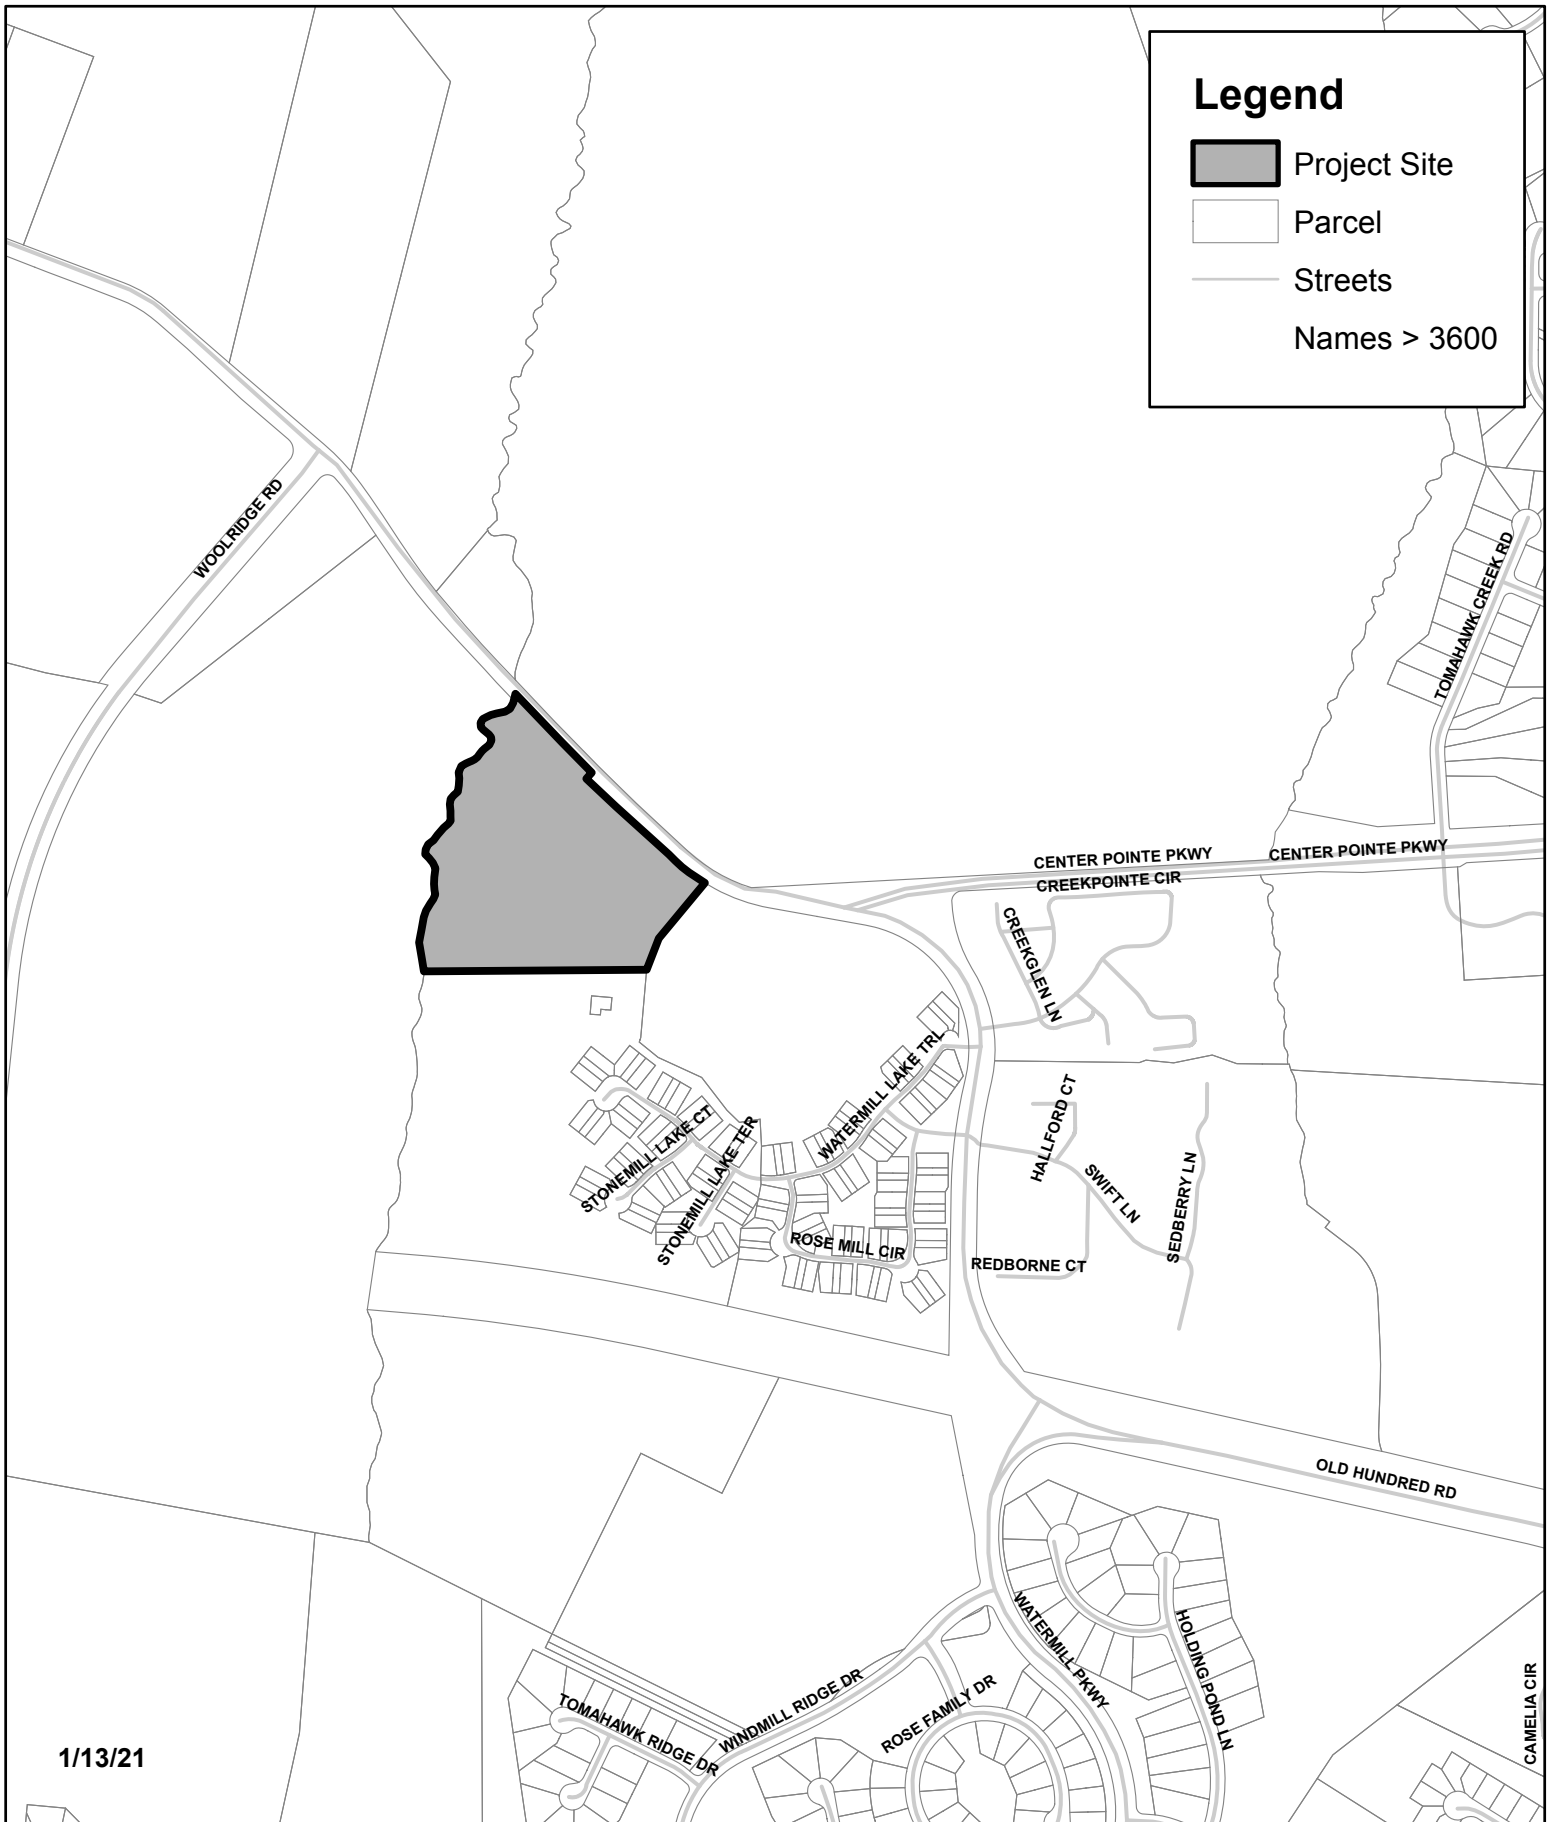 Legend
Project Site
Parcel
Streets
Names > 3600
WOOLRIDGE RD
TOMAHAWK CREEK RD
CENTER POINTE PKWY
CENTER POINTE PKWY
CREEKPOINTE CIR
CREEKGLEN LN
WATERMILL LAKE TRL
HALLFORD CT
STONEMILL LAKE CT
STONEMILL LAKE TER
SWIFT LN
SEDBERRY LN
ROSE MILL CIR
REDBORNE CT
OLD HUNDRED RD
WATERMILL PKWY
HOLDING POND LN
TOMAHAWK RIDGE DR
WINDMILL RIDGE DR
ROSE FAMILY DR
CAMELIA CIR
1/13/21